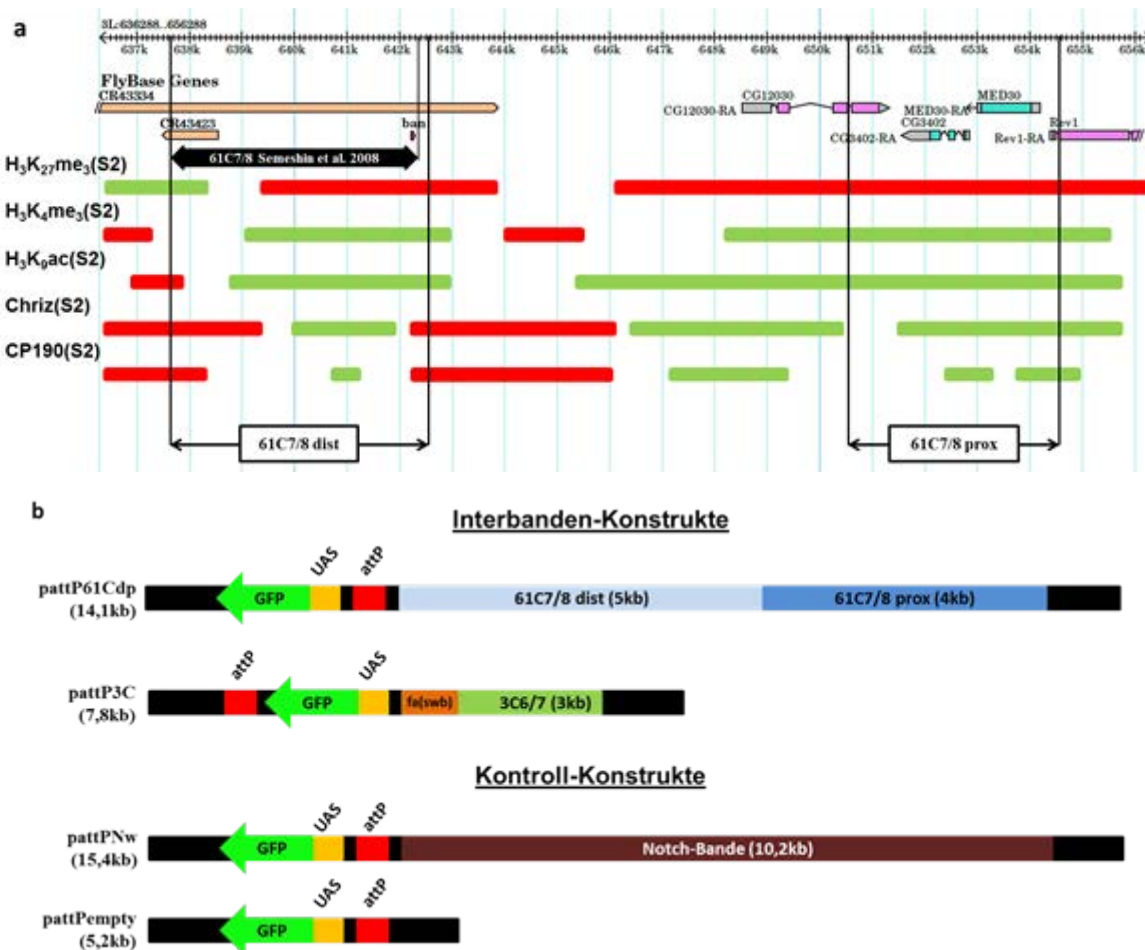 a
3L:636288..656288
637k 638k 639k 640k 641k 642k 643k 644k 645k 646k 647k 648k 649k 650k 651k 652k 653k 654k 655k 656k
FlyBase Genes
CR43334
CG12030
MED30
CG12030-RA
MED30-RA
CR43423
ban
CG3402
Rev1
CG3402-RA
Rev1-RA
61C7/8 Semeshin et al. 2008
H₃K₂₇me₃(S2)
H₃K₄me₃(S2)
H₃K₉ac(S2)
Chriz(S2)
CP190(S2)
61C7/8 dist
61C7/8 prox
b
Interbanden-Konstrukte
UAS
attP
pattP61Cdp
(14,1kb)
GFP
61C7/8 dist (5kb)
61C7/8 prox (4kb)
attP
UAS
pattP3C
(7,8kb)
GFP
fa(swb)
3C6/7 (3kb)
Kontroll-Konstrukte
UAS
attP
pattPNw
(15,4kb)
GFP
Notch-Bande (10,2kb)
UAS
attP
pattPempty
(5,2kb)
GFP